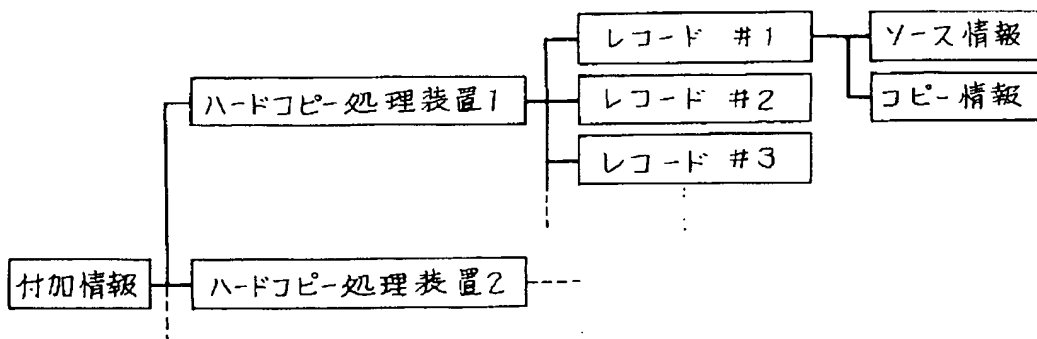 レコード #1
ソース情報
ハードコピー処理装置1
レコード #2
コピー情報
レコード #3
付加情報
ハードコピー処理装置2